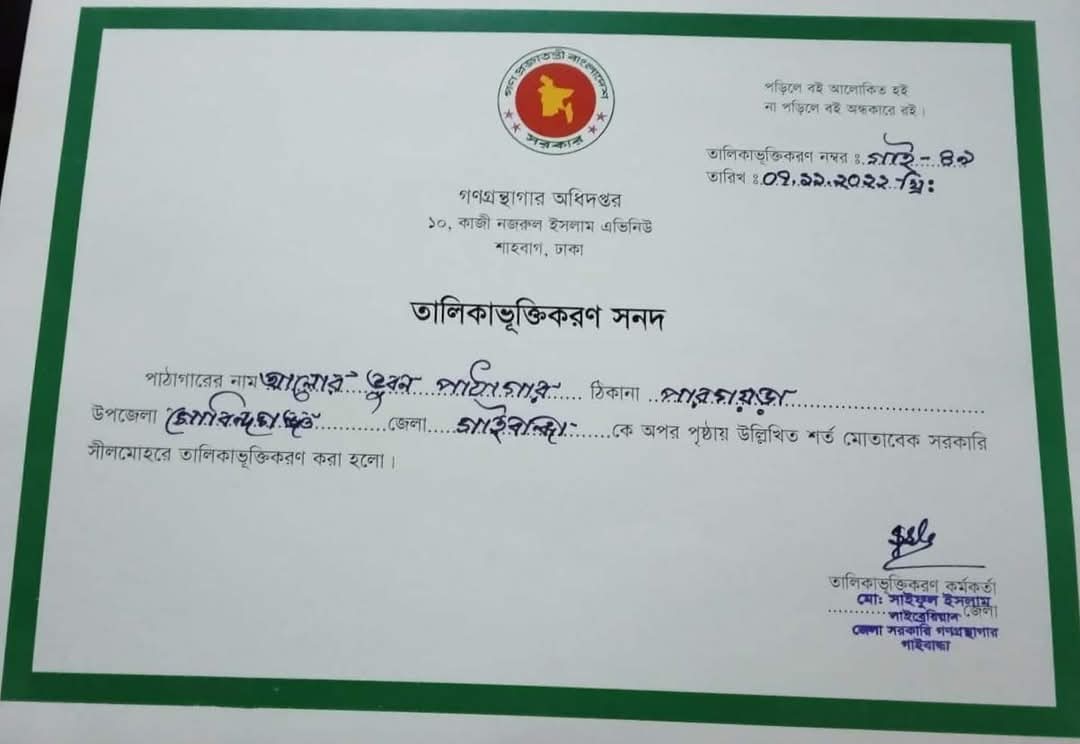 গণপ্রজাতন্ত্রী বাংলাদেশ
সরকার
পড়িলে বই আলোকিত হই
না পড়িলে বই অন্ধকারে রই।
তালিকাভূক্তিকরণ নম্বর ঃ গাই-৪৯
তারিখ ঃ ০৭.১১.২০২২ খ্রি:
গণগ্রন্থাগার অধিদপ্তর
১০, কাজী নজরুল ইসলাম এভিনিউ
শাহবাগ, ঢাকা
তালিকাভূক্তিকরণ সনদ
পাঠাগারের নাম আলোর ভুবন পাঠাগার ঠিকানা পারগয়ড়া
উপজেলা গোবিন্দগঞ্জ জেলা গাইবান্ধা কে অপর পৃষ্ঠায় উল্লিখিত শর্ত মোতাবেক সরকারি
সীলমোহরে তালিকাভূক্তিকরণ করা হলো।
তালিকাভূক্তিকরণ কর্মকর্তা
মো: সাইফুল ইসলাম
জেলা
লাইব্রেরিয়ান
জেলা সরকারি গণগ্রন্থাগার
গাইবান্ধা